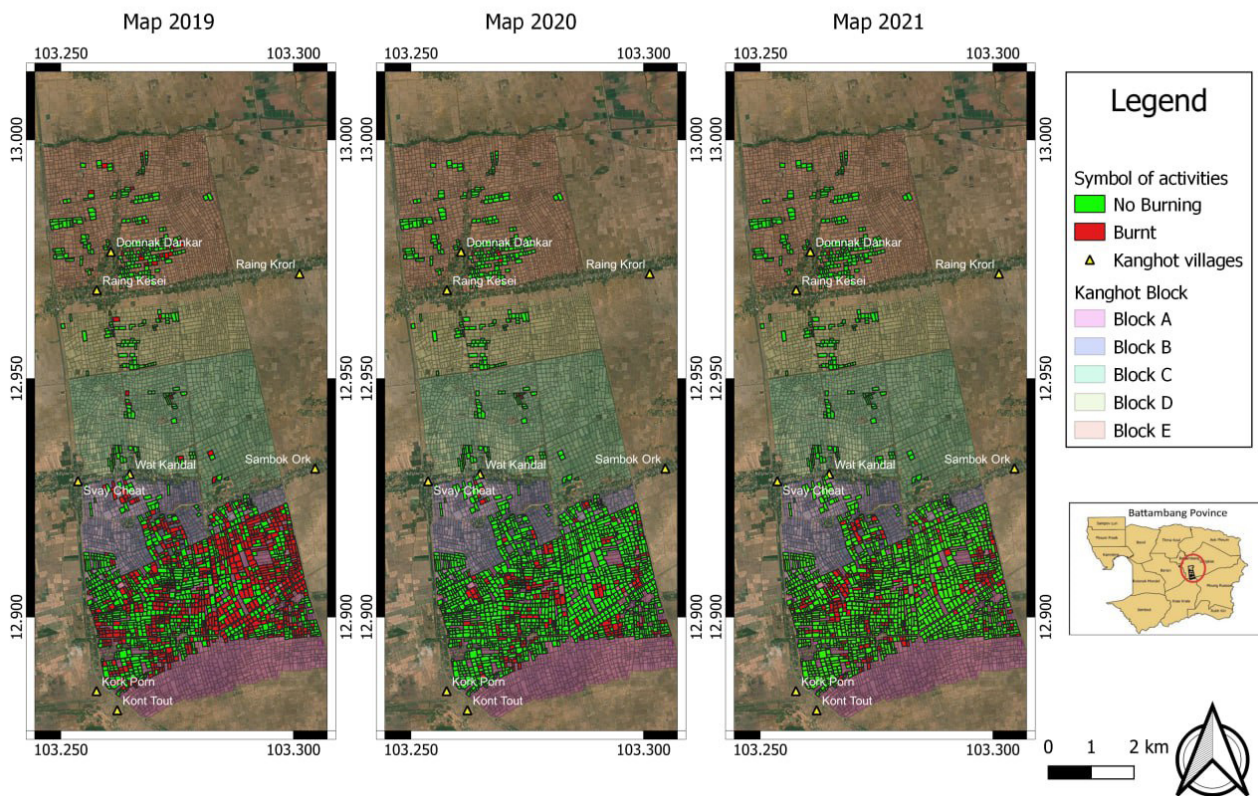 Map 2019
Map 2020
Map 2021
103.250
103.300
103.250
103.300
103.250
103.300
13.000
12.950
12.900
13.000
12.950
12.900
13.000
12.950
12.900
Domnak Dankar
Raing Krorl
Raing Kesei
Wat Kandal
Sambok Ork
Svay Cheat
Kork Porn
Kont Tout
Domnak Dankar
Raing Krorl
Raing Kesei
Wat Kandal
Sambok Ork
Svay Cheat
Kork Porn
Kont Tout
Domnak Dankar
Raing Krorl
Raing Kesei
Wat Kandal
Sambok Ork
Svay Cheat
Kork Porn
Kont Tout
103.250
103.300
103.250
103.300
103.250
103.300
Legend
Symbol of activities
No Burning
Burnt
Kanghot villages
Kanghot Block
Block A
Block B
Block C
Block D
Block E
Battambang Povince
0 1 2 km